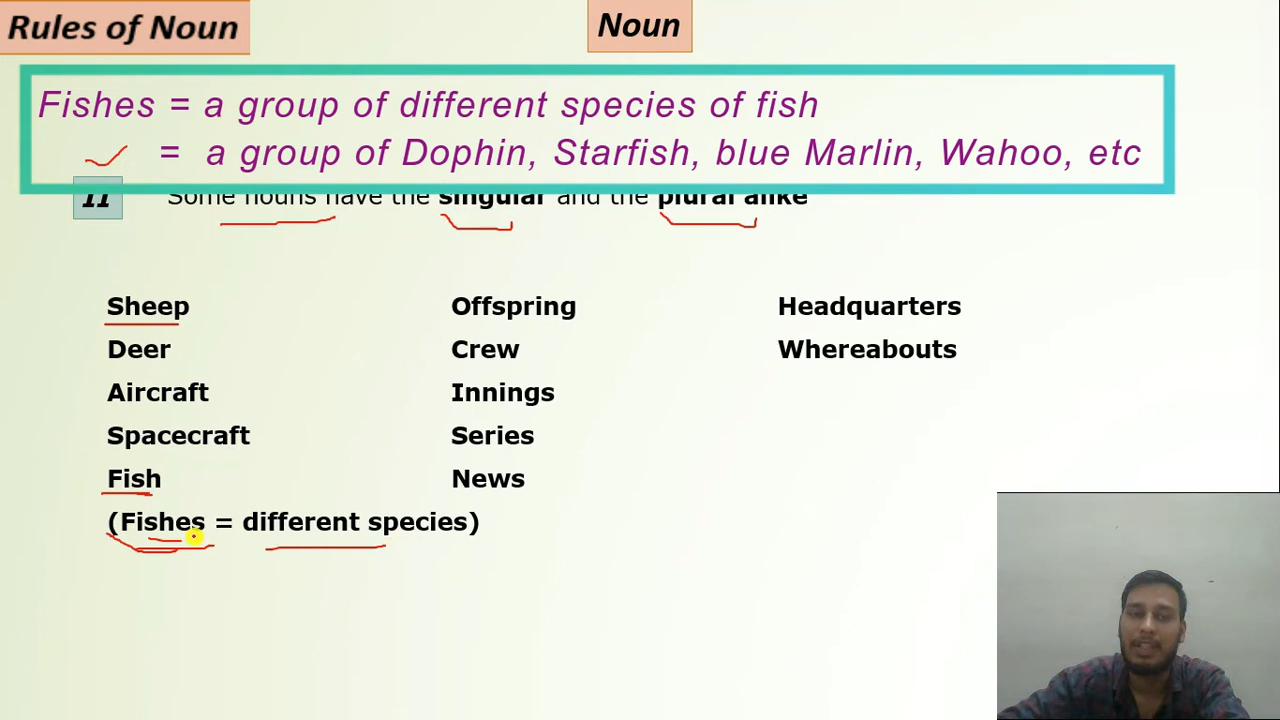 Rules of Noun
Noun
Fishes = a group of different species of fish
= a group of Dophin, Starfish, blue Marlin, Wahoo, etc
11 Some nouns have the singular and the plural alike
Sheep
Deer
Aircraft
Spacecraft
Fish
(Fishes = different species)
Offspring
Crew
Innings
Series
News
Headquarters
Whereabouts